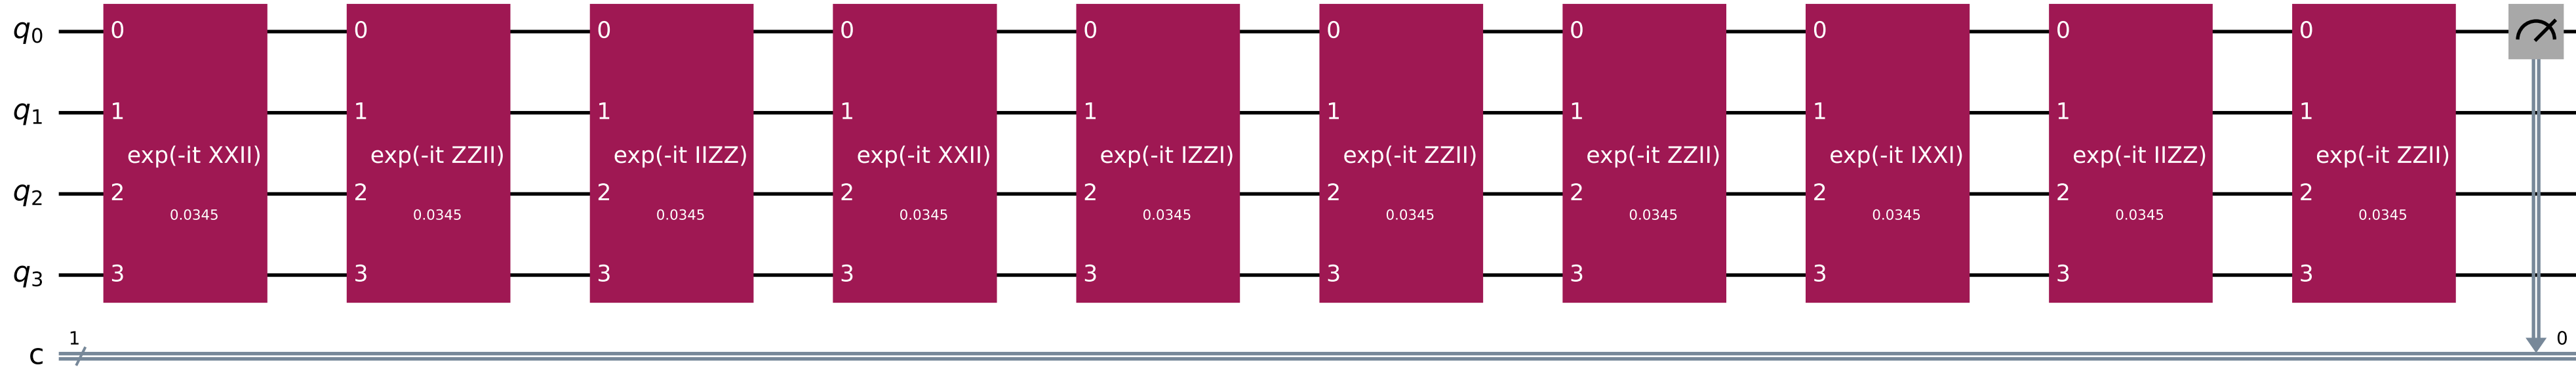 q0 0 0 0 0 0 0 0 0 0 0
q1 1 1 1 1 1 1 1 1 1 1
exp(-it XXII) exp(-it ZZII) exp(-it IIZZ) exp(-it XXII) exp(-it IZZI) exp(-it ZZII) exp(-it ZZII) exp(-it IXXI) exp(-it IIZZ) exp(-it ZZII)
q2 2 2 2 2 2 2 2 2 2 2
0.0345 0.0345 0.0345 0.0345 0.0345 0.0345 0.0345 0.0345 0.0345 0.0345
q3 3 3 3 3 3 3 3 3 3 3
1 0
c